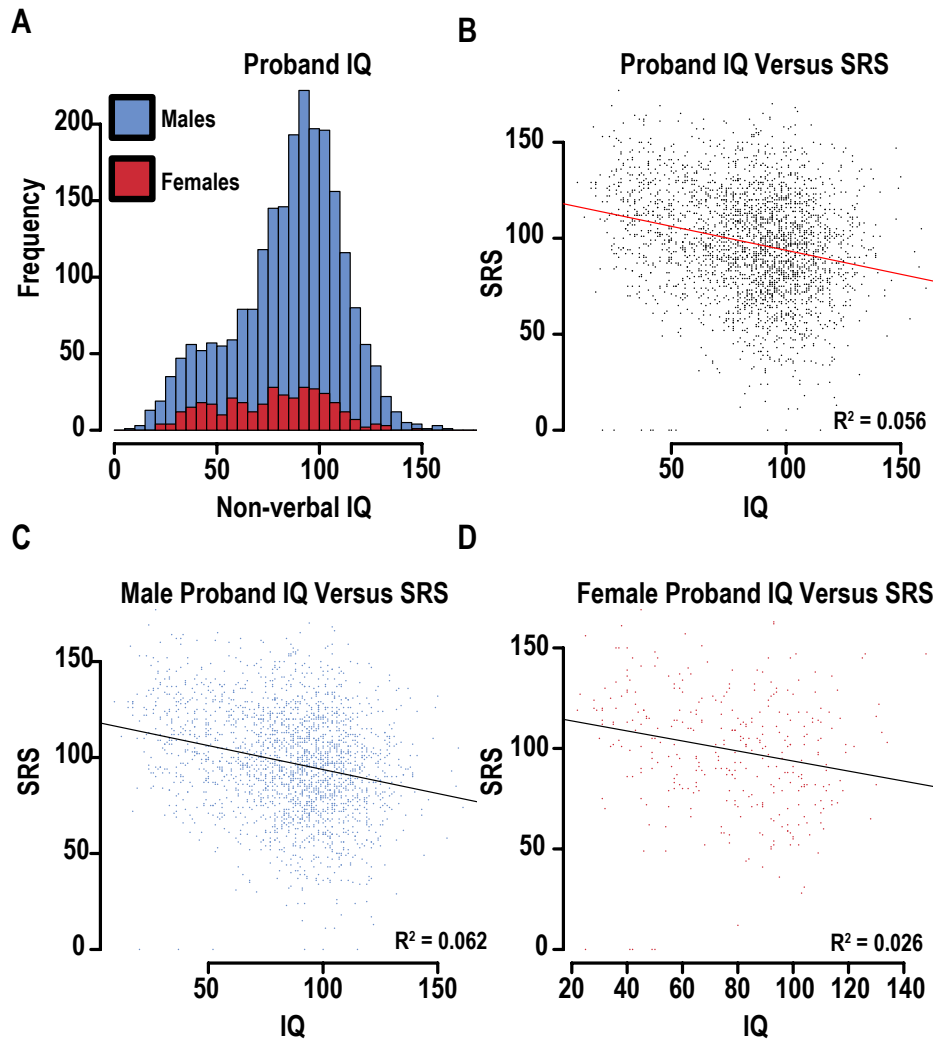 A
Proband IQ
Males
Females
Frequency
200
150
100
50
0
0 50 100 150
Non-verbal IQ
B
Proband IQ Versus SRS
SRS
150
100
50
0
R² = 0.056
50 100 150
IQ
C
Male Proband IQ Versus SRS
SRS
150
100
50
0
R² = 0.062
50 100 150
IQ
D
Female Proband IQ Versus SRS
SRS
150
100
50
0
R² = 0.026
20 40 60 80 100 120 140
IQ